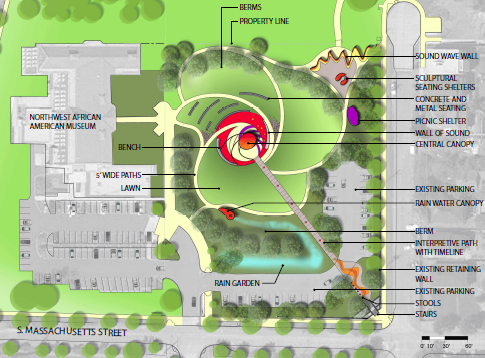 BERMS
PROPERTY LINE
SOUND WAVE WALL
SCULPTURAL
SEATING SHELTERS
CONCRETE AND
METAL SEATING
PICNIC SHELTER
WALL OF SOUND
CENTRAL CANOPY
NORTHWEST AFRICAN
AMERICAN MUSEUM
BENCH
5' WIDE PATHS
LAWN
EXISTING PARKING
RAIN WATER CANOPY
BERM
INTERPRETIVE PATH
WITH TIMELINE
EXISTING RETAINING
WALL
RAIN GARDEN
EXISTING PARKING
STOOLS
STAIRS
S. MASSACHUSETTS STREET
0' 10' 30' 60'